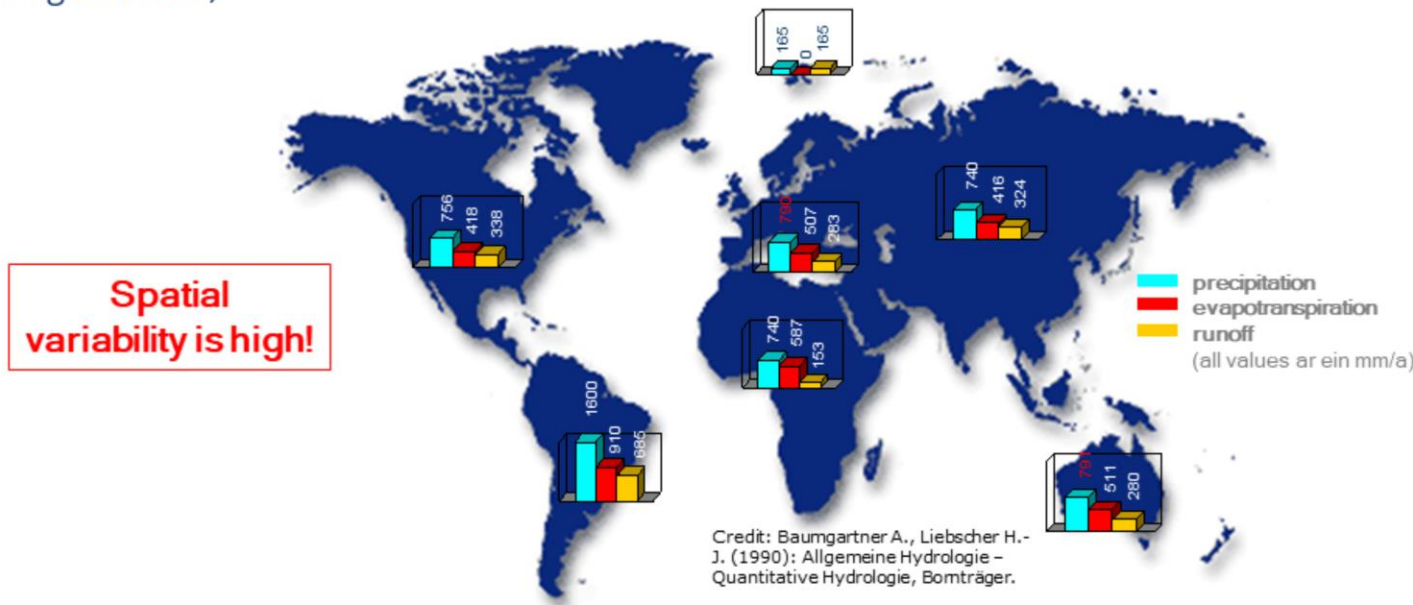 165
0
165
756
418
338
790
507
283
740
416
324
Spatial
variability is high!
precipitation
evapotranspiration
runoff
(all values ar ein mm/a)
740
587
153
1600
910
685
791
511
280
Credit: Baumgartner A., Liebscher H.-
J. (1990): Allgemeine Hydrologie –
Quantitative Hydrologie, Bornträger.